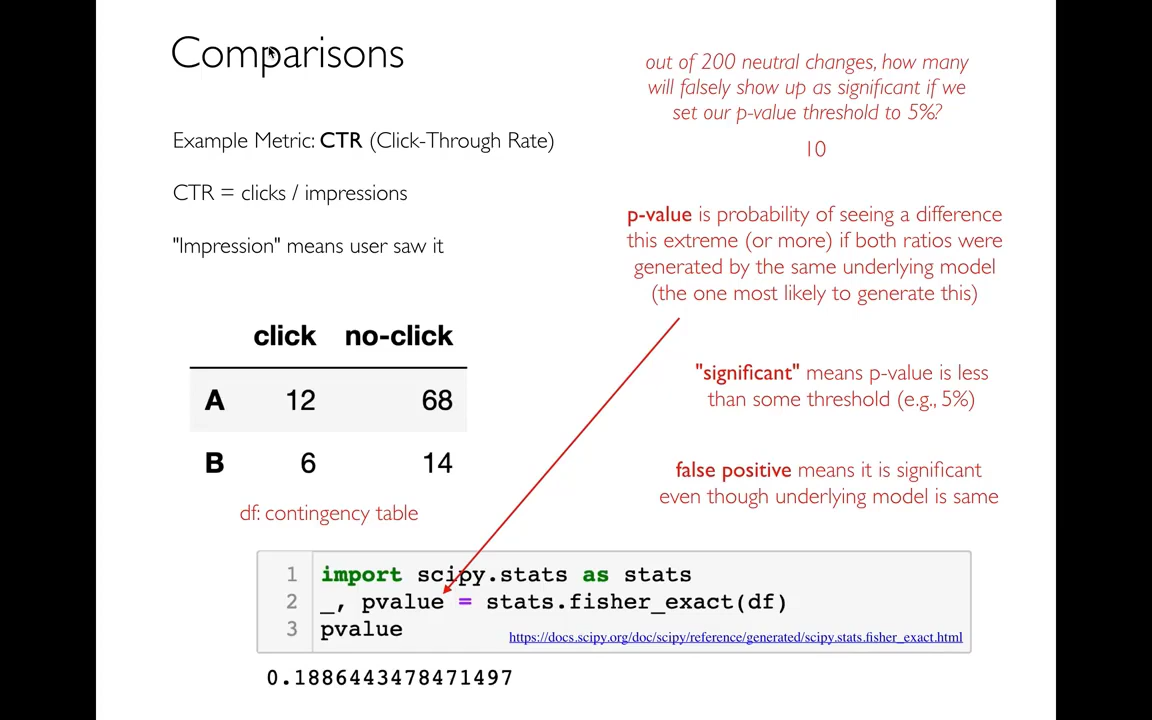 Comparisons
Example Metric: CTR (Click-Through Rate)
CTR = clicks / impressions
"Impression" means user saw it
click no-click
A 12 68
B 6 14
df: contingency table
out of 200 neutral changes, how many
will falsely show up as significant if we
set our p-value threshold to 5%?
10
p-value is probability of seeing a difference
this extreme (or more) if both ratios were
generated by the same underlying model
(the one most likely to generate this)
"significant" means p-value is less
than some threshold (e.g., 5%)
false positive means it is significant
even though underlying model is same
1 import scipy.stats as stats
2 _, pvalue = stats.fisher_exact(df)
3 pvalue
https://docs.scipy.org/doc/scipy/reference/generated/scipy.stats.fisher_exact.html
0.1886443478471497